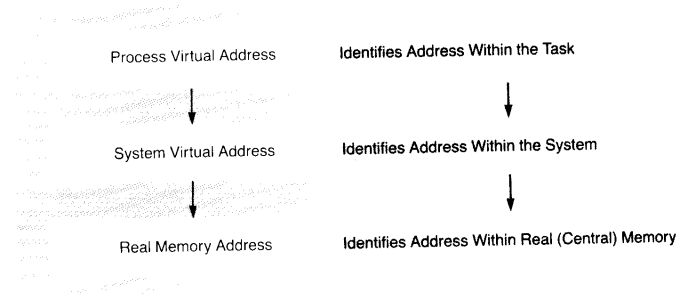 Process Virtual Address Identifies Address Within the Task
System Virtual Address Identifies Address Within the System
Real Memory Address Identifies Address Within Real (Central) Memory